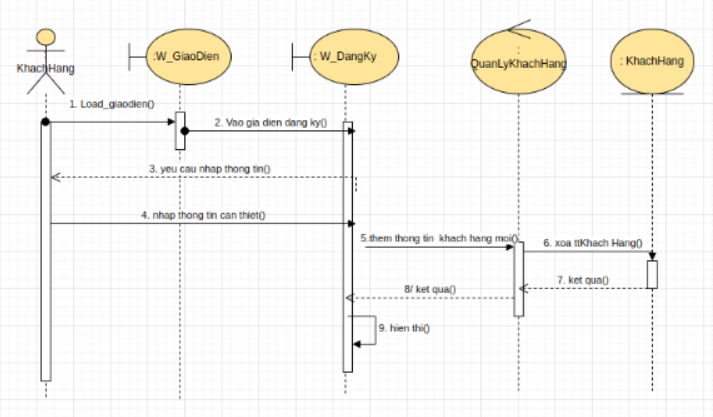 KhachHang
:W_GiaoDien
: W_DangKy
:
QuanLyKhachHang
: KhachHang
1. Load_giaodien()
2. Vao gia dien dang ky()
3. yeu cau nhap thong tin()
4. nhap thong tin can thiet()
5.them thong tin khach hang moi()
6. xoa ttKhach Hang()
7. ket qua()
8/ ket qua()
9. hien thi()